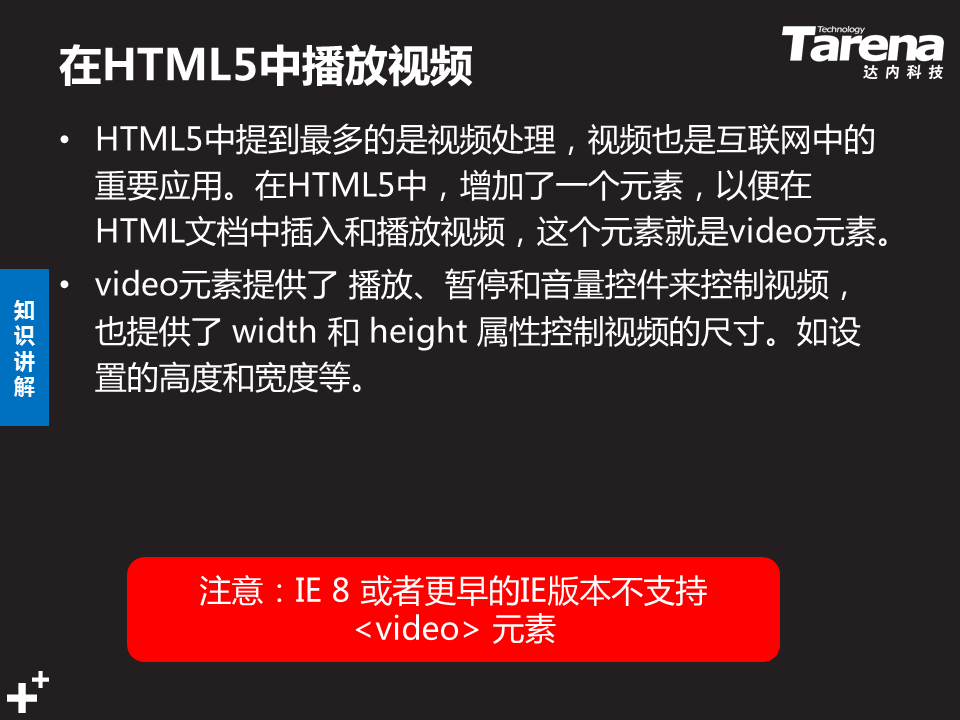 在HTML5中播放视频
Technology
Tarena
达内科技
• HTML5中提到最多的是视频处理，视频也是互联网中的
重要应用。在HTML5中，增加了一个元素，以便在
HTML文档中插入和播放视频，这个元素就是video元素。
• video元素提供了 播放、暂停和音量控件来控制视频，
也提供了 width 和 height 属性控制视频的尺寸。如设
置的高度和宽度等。
知
识
讲
解
注意：IE 8 或者更早的IE版本不支持
<video> 元素